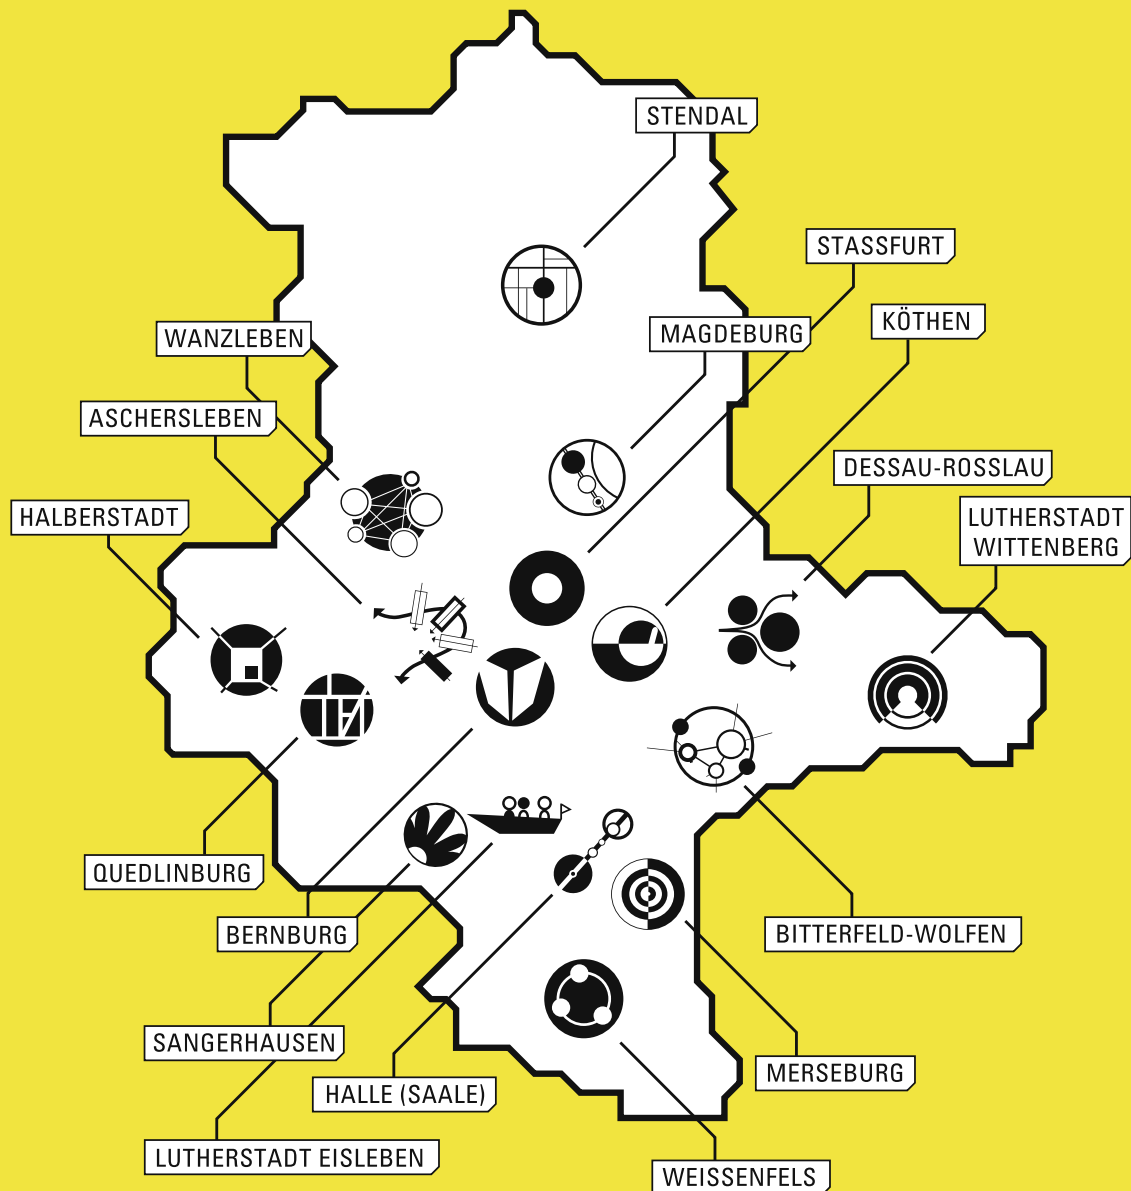 STENDAL
STASSFURT
KÖTHEN
WANZLEBEN
MAGDEBURG
ASCHERSLEBEN
DESSAU-ROSSLAU
HALBERSTADT
LUTHERSTADT
WITTENBERG
QUEDLINBURG
BERNBURG
BITTERFELD-WOLFEN
SANGERHAUSEN
MERSEBURG
HALLE (SAALE)
LUTHERSTADT EISLEBEN
WEISSENFELS